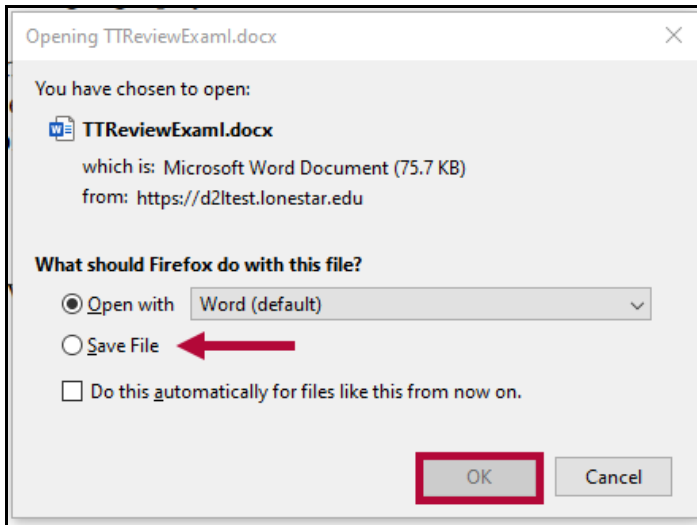 Opening TTReviewExamI.docx
You have chosen to open:
TTReviewExamI.docx
which is: Microsoft Word Document (75.7 KB)
from: https://d2ltest.lonestar.edu
What should Firefox do with this file?
Open with Word (default)
Save File
Do this automatically for files like this from now on.
OK Cancel